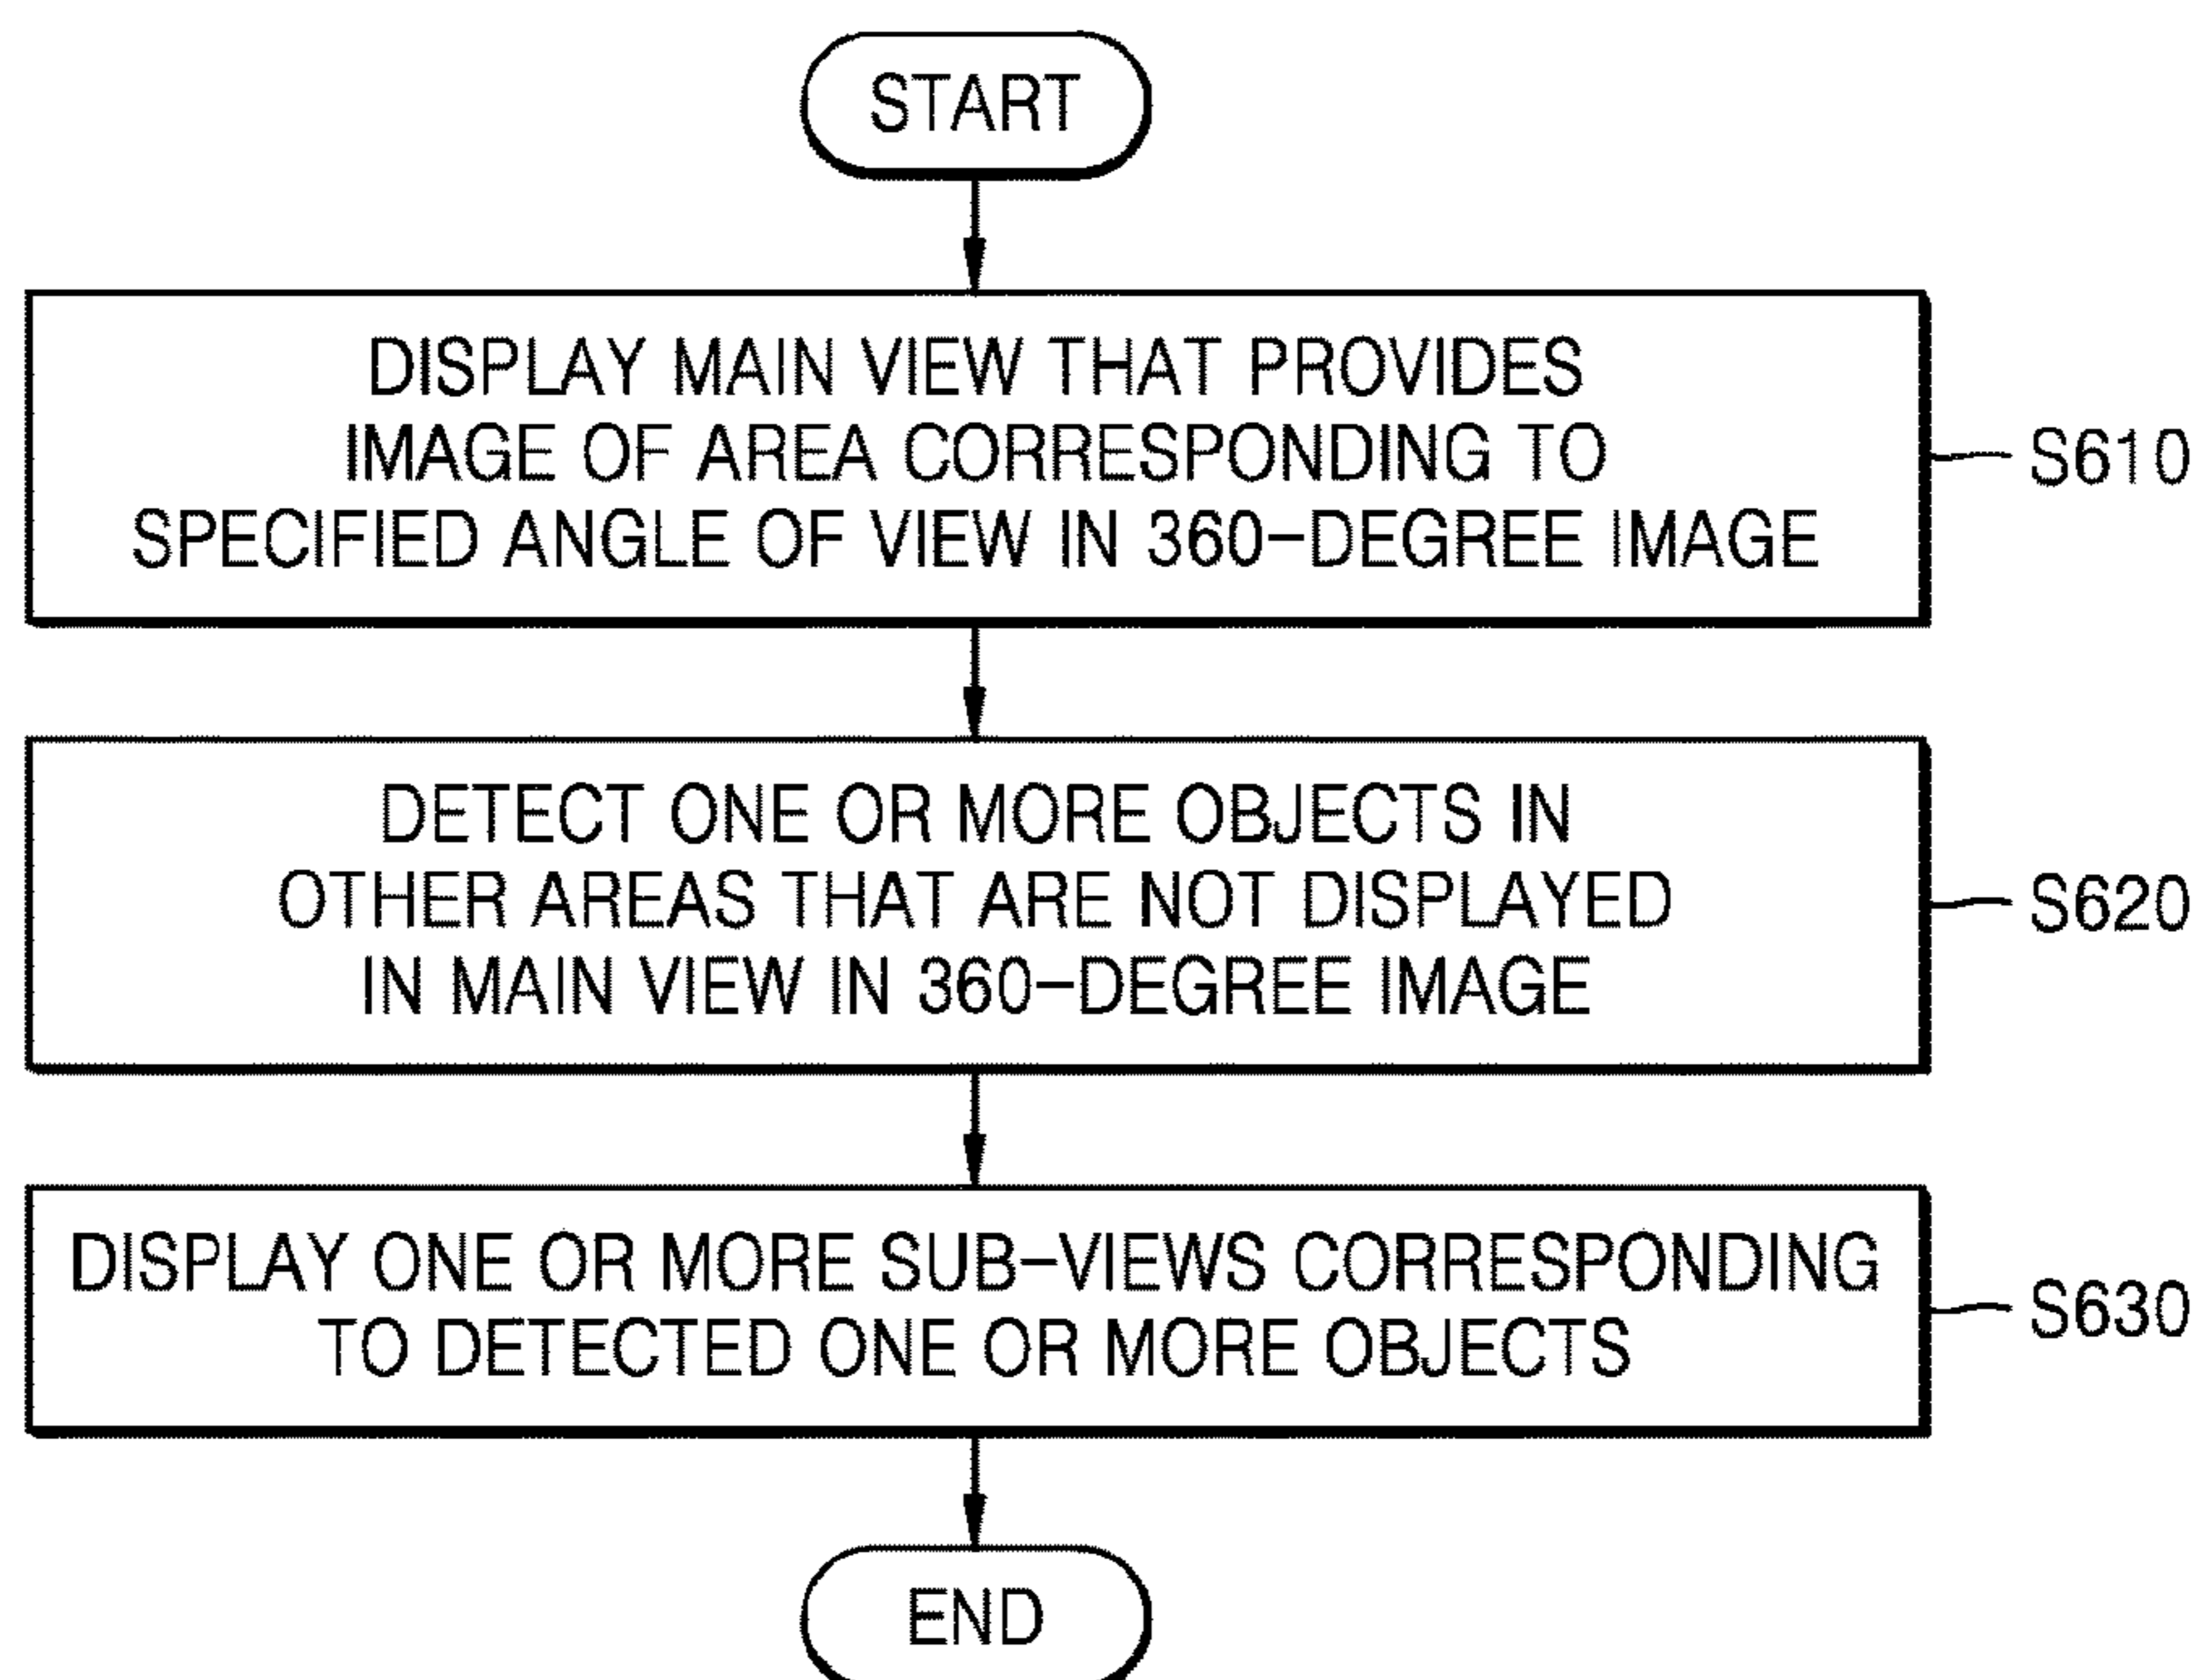 START
DISPLAY MAIN VIEW THAT PROVIDES
IMAGE OF AREA CORRESPONDING TO
SPECIFIED ANGLE OF VIEW IN 360-DEGREE IMAGE
S610
DETECT ONE OR MORE OBJECTS IN
OTHER AREAS THAT ARE NOT DISPLAYED
IN MAIN VIEW IN 360-DEGREE IMAGE
S620
DISPLAY ONE OR MORE SUB-VIEWS CORRESPONDING
TO DETECTED ONE OR MORE OBJECTS
S630
END